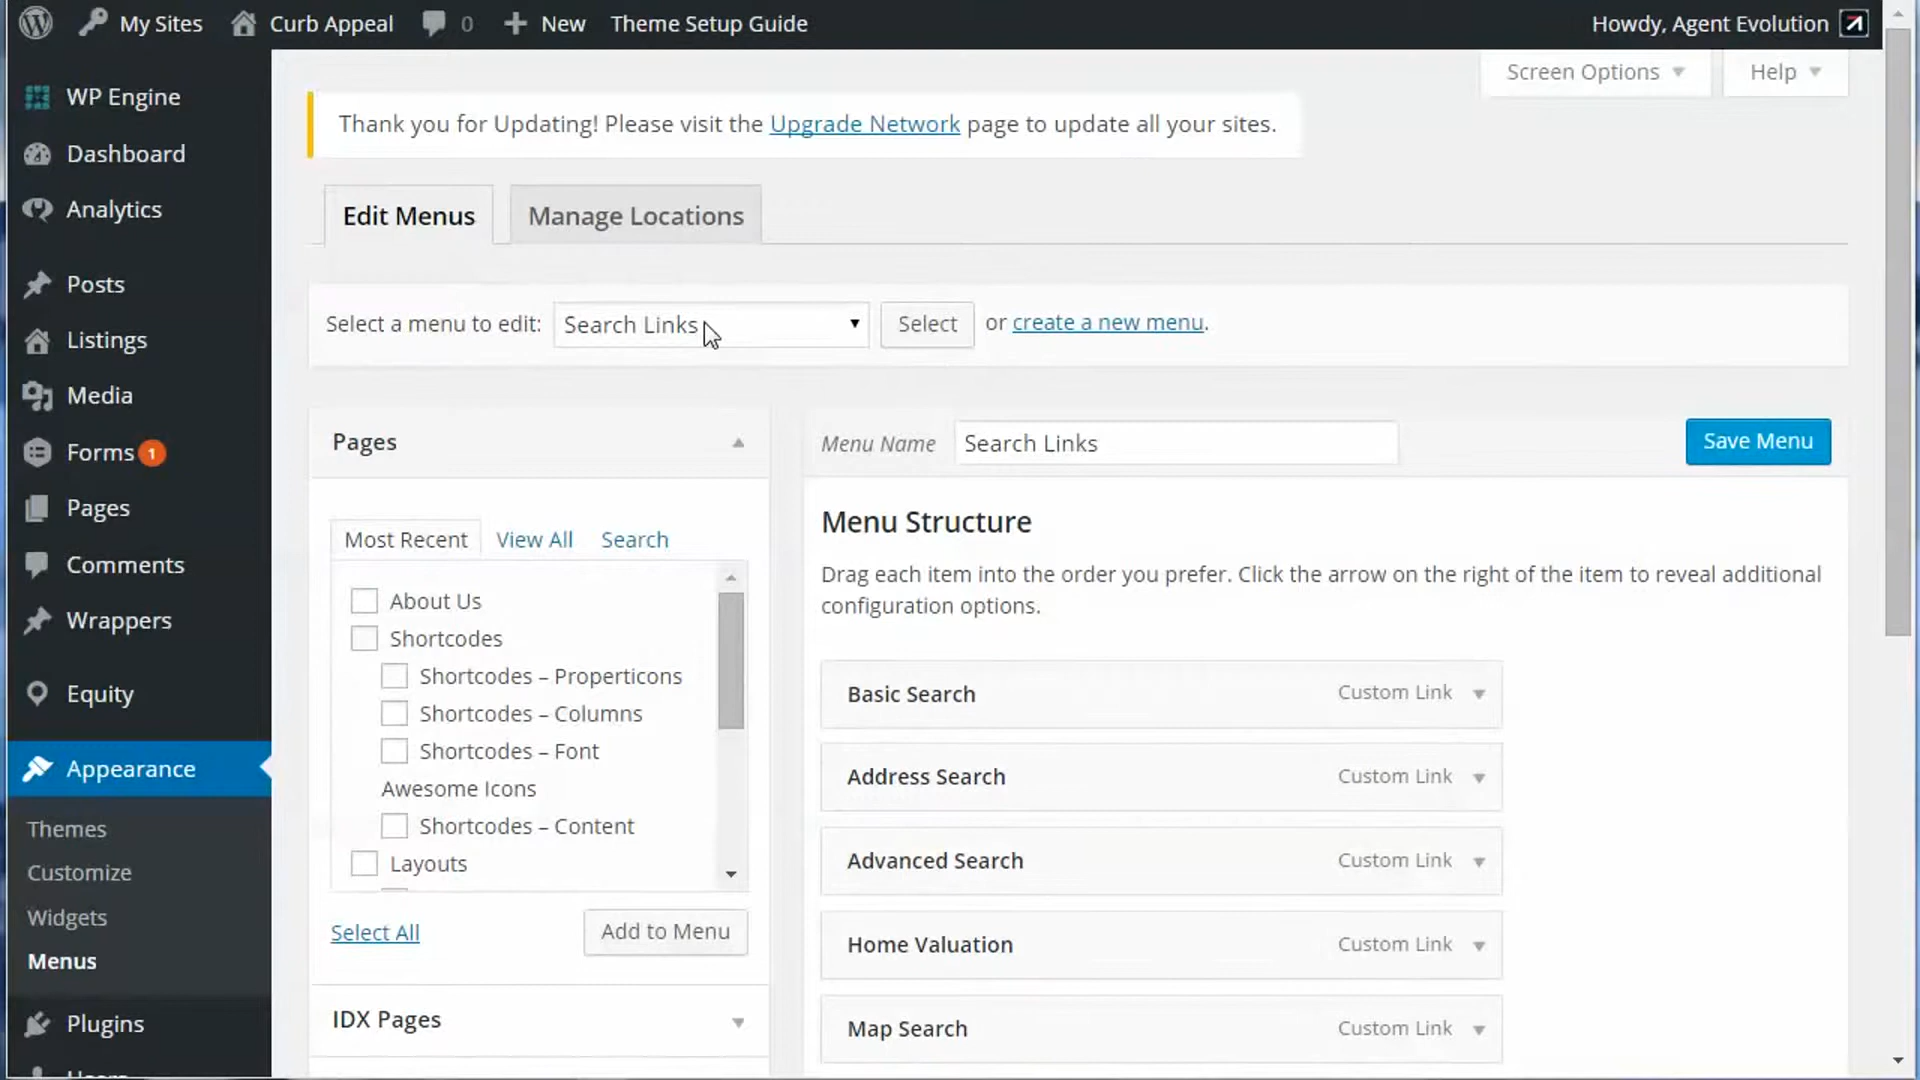 My Sites Curb Appeal 0 New Theme Setup Guide Howdy, Agent Evolution
Screen Options Help
WP Engine
Dashboard
Analytics
Posts
Listings
Media
Forms 1
Pages
Comments
Wrappers
Equity
Appearance
Themes
Customize
Widgets
Menus
Plugins
Thank you for Updating! Please visit the Upgrade Network page to update all your sites.
Edit Menus Manage Locations
Select a menu to edit: Search Links Select or create a new menu.
Pages
Most Recent View All Search
About Us
Shortcodes
Shortcodes – Properticons
Shortcodes – Columns
Shortcodes – Font
Awesome Icons
Shortcodes – Content
Layouts
Select All Add to Menu
IDX Pages
Menu Name Search Links Save Menu
Menu Structure
Drag each item into the order you prefer. Click the arrow on the right of the item to reveal additional
configuration options.
Basic Search Custom Link
Address Search Custom Link
Advanced Search Custom Link
Home Valuation Custom Link
Map Search Custom Link